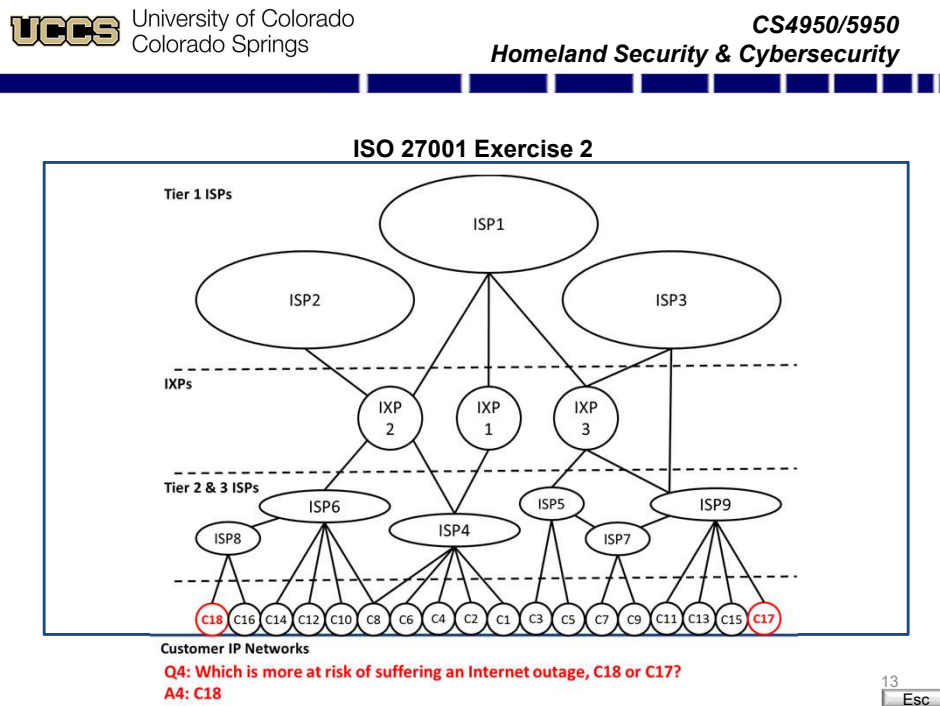 UCCS
University of Colorado
Colorado Springs
CS4950/5950
Homeland Security & Cybersecurity
ISO 27001 Exercise 2
Tier 1 ISPs
ISP1
ISP2
ISP3
IXPs
IXP
2
IXP
1
IXP
3
Tier 2 & 3 ISPs
ISP6
ISP5
ISP9
ISP4
ISP8
ISP7
C18 C16 C14 C12 C10 C8 C6 C4 C2 C1 C3 C5 C7 C9 C11 C13 C15 C17
Customer IP Networks
Q4: Which is more at risk of suffering an Internet outage, C18 or C17?
A4: C18
13
Esc